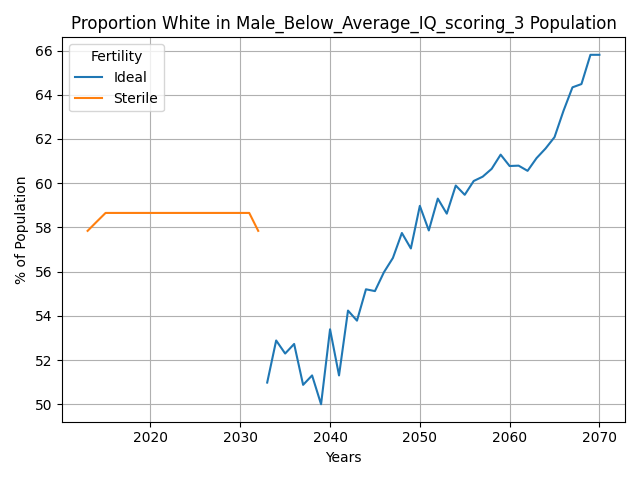 Proportion White in Male_Below_Average_IQ_scoring_3 Population
Fertility
Ideal
Sterile
% of Population
66
64
62
60
58
56
54
52
50
2020 2030 2040 2050 2060 2070
Years